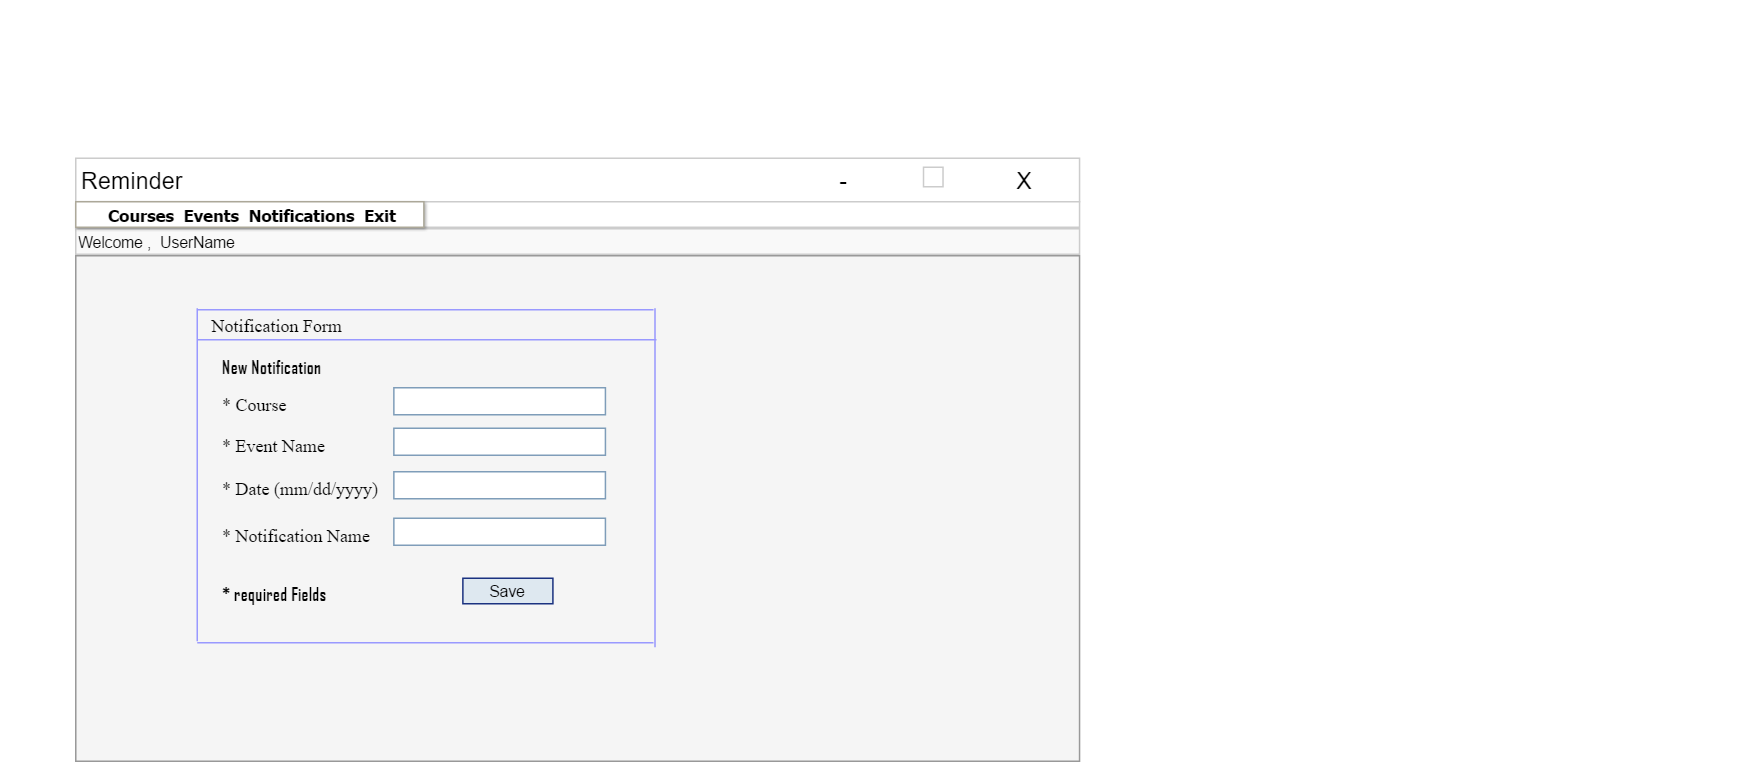 Reminder - X
Courses Events Notifications Exit
Welcome , UserName
Notification Form
New Notification
* Course
* Event Name
* Date (mm/dd/yyyy)
* Notification Name
* required Fields Save